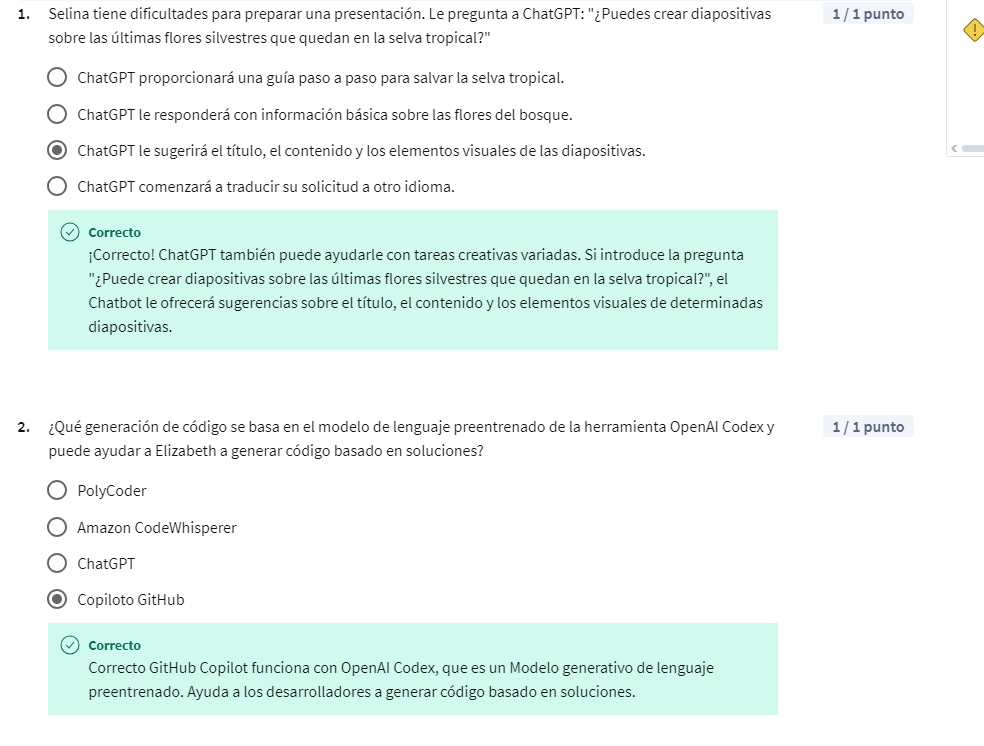 1. Selina tiene dificultades para preparar una presentación. Le pregunta a ChatGPT: "¿Puedes crear diapositivas
1 / 1 punto
sobre las últimas flores silvestres que quedan en la selva tropical?"
ChatGPT proporcionará una guía paso a paso para salvar la selva tropical.
ChatGPT le responderá con información básica sobre las flores del bosque.
ChatGPT le sugerirá el título, el contenido y los elementos visuales de las diapositivas.
ChatGPT comenzará a traducir su solicitud a otro idioma.
Correcto
¡Correcto! ChatGPT también puede ayudarle con tareas creativas variadas. Si introduce la pregunta
"¿Puede crear diapositivas sobre las últimas flores silvestres que quedan en la selva tropical?", el
Chatbot le ofrecerá sugerencias sobre el título, el contenido y los elementos visuales de determinadas
diapositivas.
2. ¿Qué generación de código se basa en el modelo de lenguaje preentrenado de la herramienta OpenAI Codex y
1 / 1 punto
puede ayudar a Elizabeth a generar código basado en soluciones?
PolyCoder
Amazon CodeWhisperer
ChatGPT
Copiloto GitHub
Correcto
Correcto GitHub Copilot funciona con OpenAI Codex, que es un Modelo generativo de lenguaje
preentrenado. Ayuda a los desarrolladores a generar código basado en soluciones.